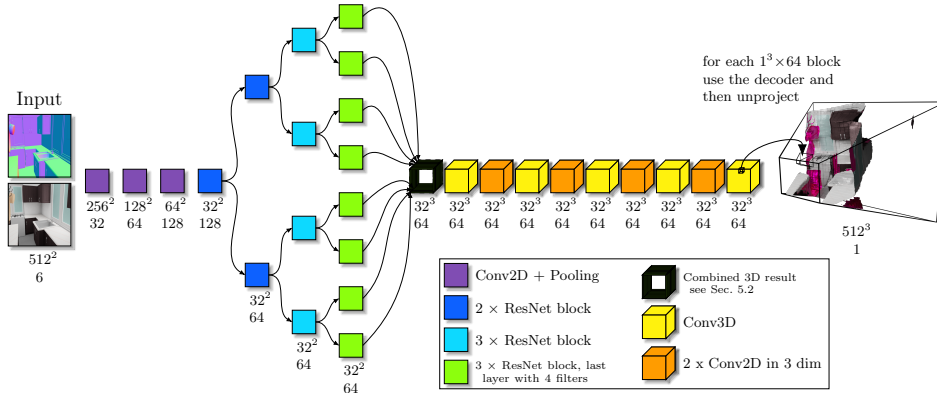 Input
512²
6
256²
32
128²
64
64²
128
32²
128
32²
64
32²
64
32²
64
32³
64
32³
64
32³
64
32³
64
32³
64
32³
64
32³
64
32³
64
32³
64
for each 1³×64 block
use the decoder and
then unproject
512³
1
Conv2D + Pooling
2 × ResNet block
3 × ResNet block
3 × ResNet block, last
layer with 4 filters
Combined 3D result
see Sec. 5.2
Conv3D
2 x Conv2D in 3 dim